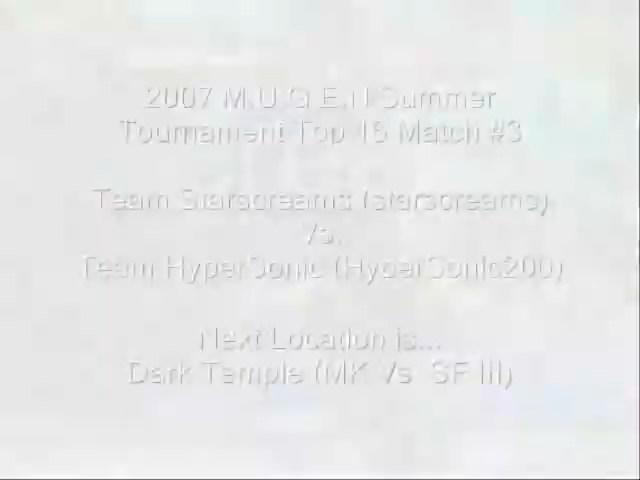 2007 M.U.G.E.N Summer
Tournament Top 16 Match #3
Team Starscreams (starscreams)
Vs.
Team HyperSonic (HyperSonic200)
Next Location is...
Dark Temple (MK Vs. SF III)